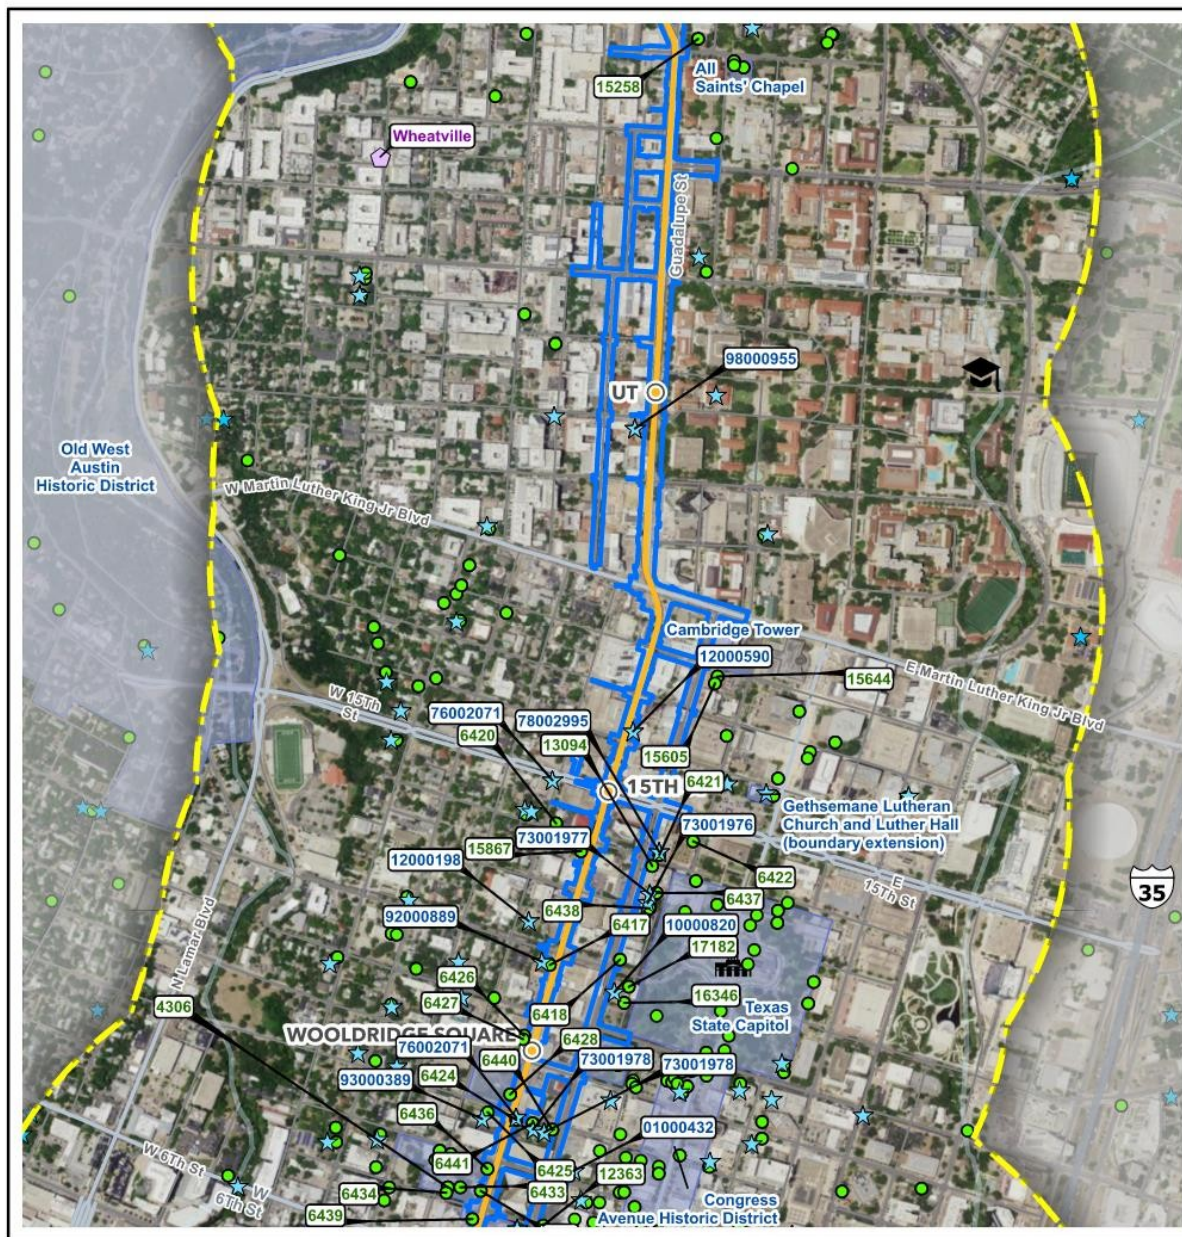 15258
All
Saints' Chapel
Wheatville
Guadalupe St
98000955
UT
Old West
Austin
Historic District
W Martin Luther King Jr Blvd
Cambridge Tower
12000590
15644
E Martin Luther King Jr Blvd
W 15Th
St
76002071
78002995
6420
13094
15605
15TH
6421
Gethsemane Lutheran
Church and Luther Hall
(boundary extension)
73001977
73001976
15867
12000198
6422
E
15Th St
35
6437
6438
6417
10000820
92000889
17182
N Lamar Blvd
6426
6427
4306
16346
6418
Texas
State Capitol
WOOLDRIDGE SQUARE
76002071
6440
6428
73001978
73001978
93000389
6424
6436
01000432
W 6Th St
6441
6425
12363
W
6Th St
6434
6433
6439
Congress
Avenue Historic District